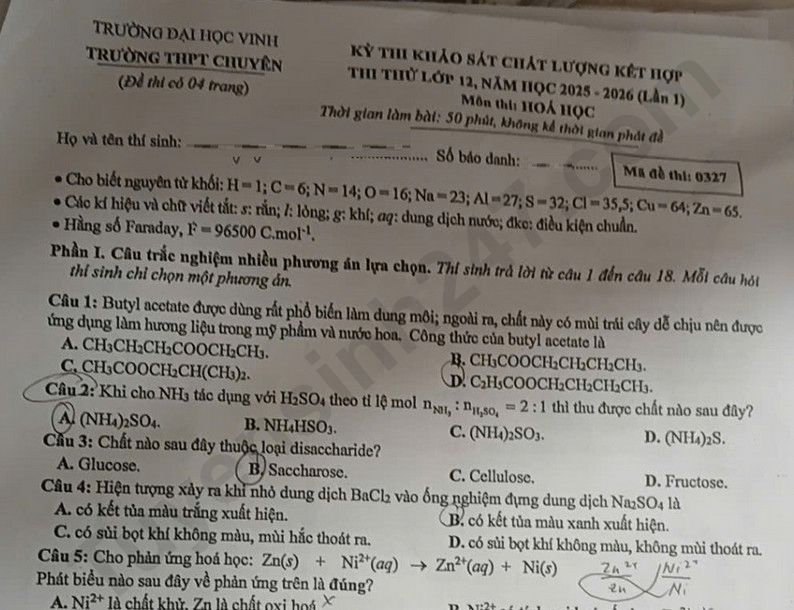 TRƯỜNG ĐẠI HỌC VINH
TRƯỜNG THPT CHUYÊN
(Đề thi có 04 trang)
KỲ THI KHẢO SÁT CHẤT LƯỢNG KẾT HỢP
THI THỬ LỚP 12, NĂM HỌC 2025 - 2026 (Lần 1)
Môn thi: HOÁ HỌC
Thời gian làm bài: 50 phút, không kể thời gian phát đề
Họ và tên thí sinh:
Số báo danh:
Mã đề thi: 0327
• Cho biết nguyên tử khối: H = 1; C = 6; N = 14; O = 16; Na = 23; Al = 27; S = 32; Cl = 35,5; Cu = 64; Zn = 65.
• Các kí hiệu và chữ viết tắt: s: rắn; l: lỏng; g: khí; aq: dung dịch nước; đkc: điều kiện chuẩn.
• Hằng số Faraday, F = 96500 C.mol⁻¹.
Phần I. Câu trắc nghiệm nhiều phương án lựa chọn. Thí sinh trả lời từ câu 1 đến câu 18. Mỗi câu hỏi
thí sinh chỉ chọn một phương án.
Câu 1: Butyl acetate được dùng rất phổ biến làm dung môi; ngoài ra, chất này có mùi trái cây dễ chịu nên được
ứng dụng làm hương liệu trong mỹ phẩm và nước hoa. Công thức của butyl acetate là
A. CH₃CH₂CH₂COOCH₂CH₃.
B. CH₃COOCH₂CH₂CH₂CH₃.
C. CH₃COOCH₂CH(CH₃)₂.
D. C₂H₅COOCH₂CH₂CH₂CH₃.
Câu 2: Khi cho NH₃ tác dụng với H₂SO₄ theo tỉ lệ mol n_NH₃ : n_H₂SO₄ = 2 : 1 thì thu được chất nào sau đây?
A. (NH₄)₂SO₄.
B. NH₄HSO₃.
C. (NH₄)₂SO₃.
D. (NH₄)₂S.
Câu 3: Chất nào sau đây thuộc loại disaccharide?
A. Glucose.
B. Saccharose.
C. Cellulose.
D. Fructose.
Câu 4: Hiện tượng xảy ra khi nhỏ dung dịch BaCl₂ vào ống nghiệm đựng dung dịch Na₂SO₄ là
A. có kết tủa màu trắng xuất hiện.
B. có kết tủa màu xanh xuất hiện.
C. có sủi bọt khí không màu, mùi hắc thoát ra.
D. có sủi bọt khí không màu, không mùi thoát ra.
Câu 5: Cho phản ứng hoá học: Zn(s) + Ni²⁺(aq) → Zn²⁺(aq) + Ni(s)
Zn²⁺ Ni²⁺
Zn Ni
Phát biểu nào sau đây về phản ứng trên là đúng?
A. Ni²⁺ là chất khử, Zn là chất oxi hoá